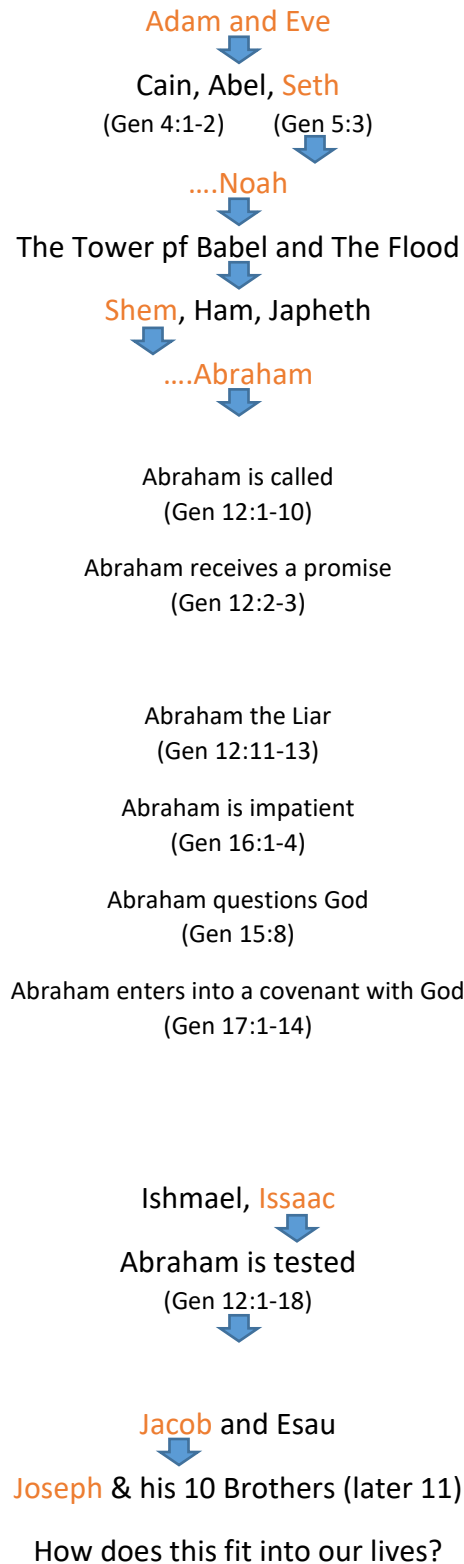 Adam and Eve
Cain, Abel, Seth
(Gen 4:1-2) (Gen 5:3)
....Noah
The Tower pf Babel and The Flood
Shem, Ham, Japheth
....Abraham
Abraham is called
(Gen 12:1-10)
Abraham receives a promise
(Gen 12:2-3)
Abraham the Liar
(Gen 12:11-13)
Abraham is impatient
(Gen 16:1-4)
Abraham questions God
(Gen 15:8)
Abraham enters into a covenant with God
(Gen 17:1-14)
Ishmael, Issaac
Abraham is tested
(Gen 12:1-18)
Jacob and Esau
Joseph & his 10 Brothers (later 11)
How does this fit into our lives?